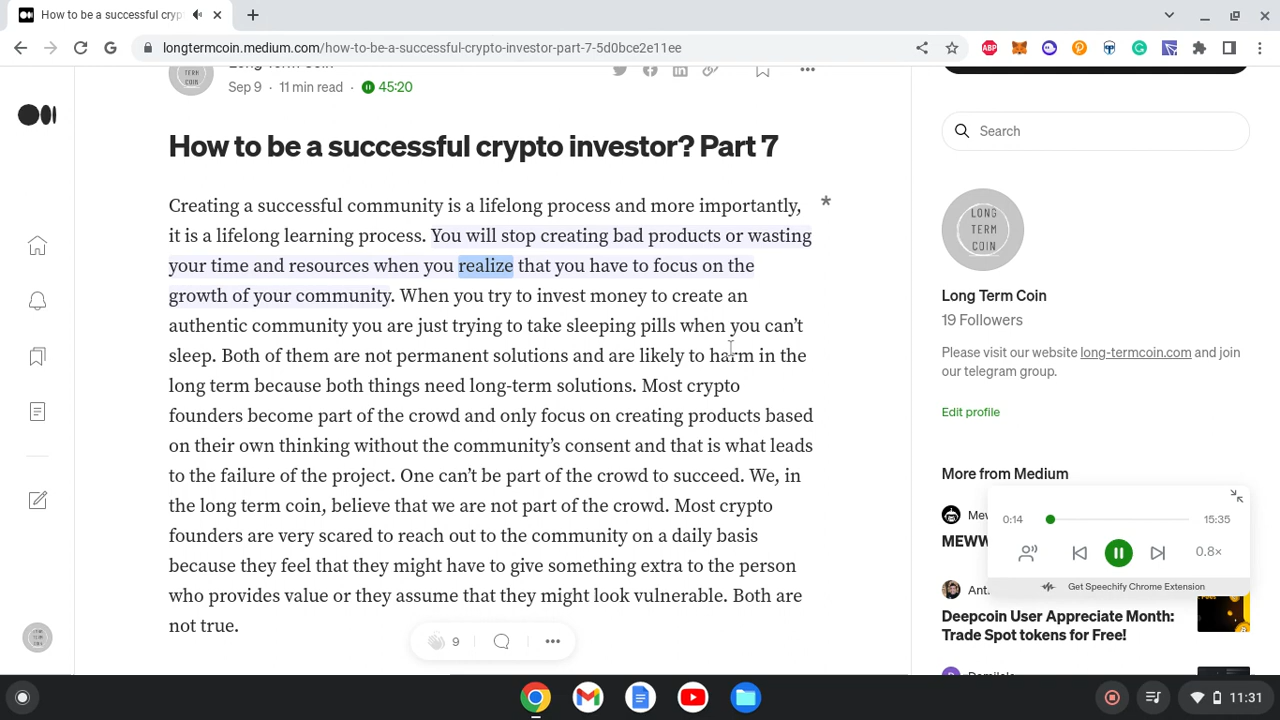 How to be a successful cryp
longtermcoin.medium.com/how-to-be-a-successful-crypto-investor-part-7-5d0bce2e11ee
ABP
TERM
COIN
Long Term Coin
Sep 9 · 11 min read · 45:20
How to be a successful crypto investor? Part 7
Creating a successful community is a lifelong process and more importantly,
it is a lifelong learning process. You will stop creating bad products or wasting
your time and resources when you realize that you have to focus on the
growth of your community. When you try to invest money to create an
authentic community you are just trying to take sleeping pills when you can't
sleep. Both of them are not permanent solutions and are likely to harm in the
long term because both things need long-term solutions. Most crypto
founders become part of the crowd and only focus on creating products based
on their own thinking without the community's consent and that is what leads
to the failure of the project. One can't be part of the crowd to succeed. We, in
the long term coin, believe that we are not part of the crowd. Most crypto
founders are very scared to reach out to the community on a daily basis
because they feel that they might have to give something extra to the person
who provides value or they assume that they might look vulnerable. Both are
not true.
*
9
Search
LONG
TERM
COIN
Long Term Coin
19 Followers
Please visit our website long-termcoin.com and join
our telegram group.
Edit profile
More from Medium
Mew
MEWW
0:14
15:35
0.8×
Get Speechify Chrome Extension
Ant.
Deepcoin User Appreciate Month:
Trade Spot tokens for Free!
11:31